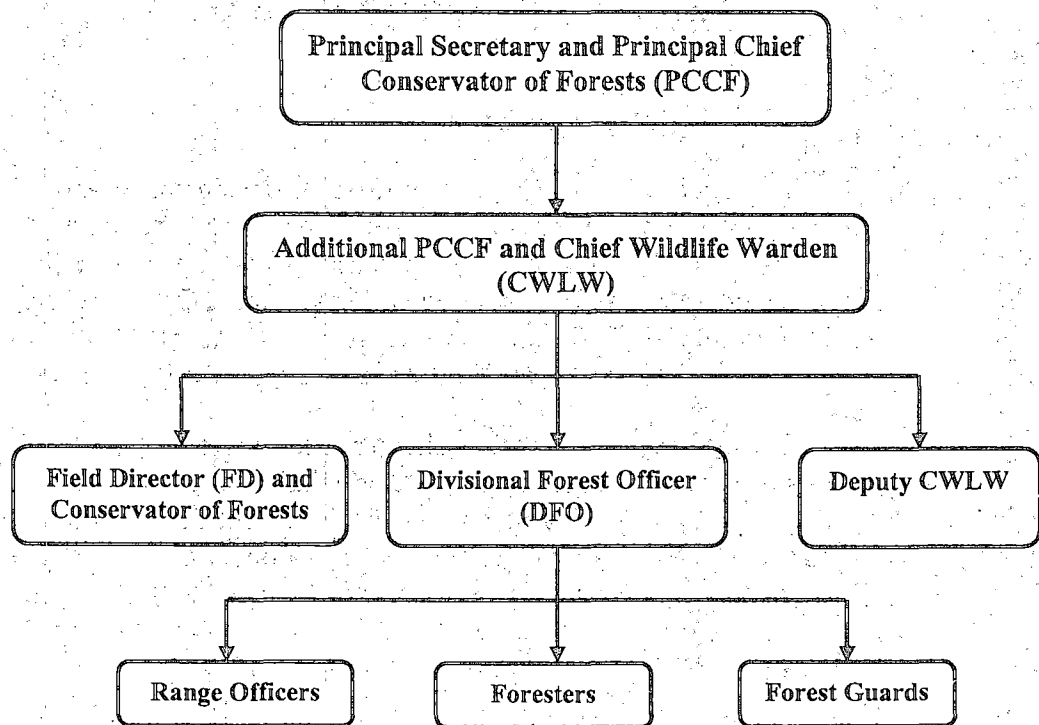 Principal Secretary and Principal Chief
Conservator of Forests (PCCF)
Additional PCCF and Chief Wildlife Warden
(CWLW)
Field Director (FD) and
Conservator of Forests
Divisional Forest Officer
(DFO)
Deputy CWLW
Range Officers
Foresters
Forest Guards